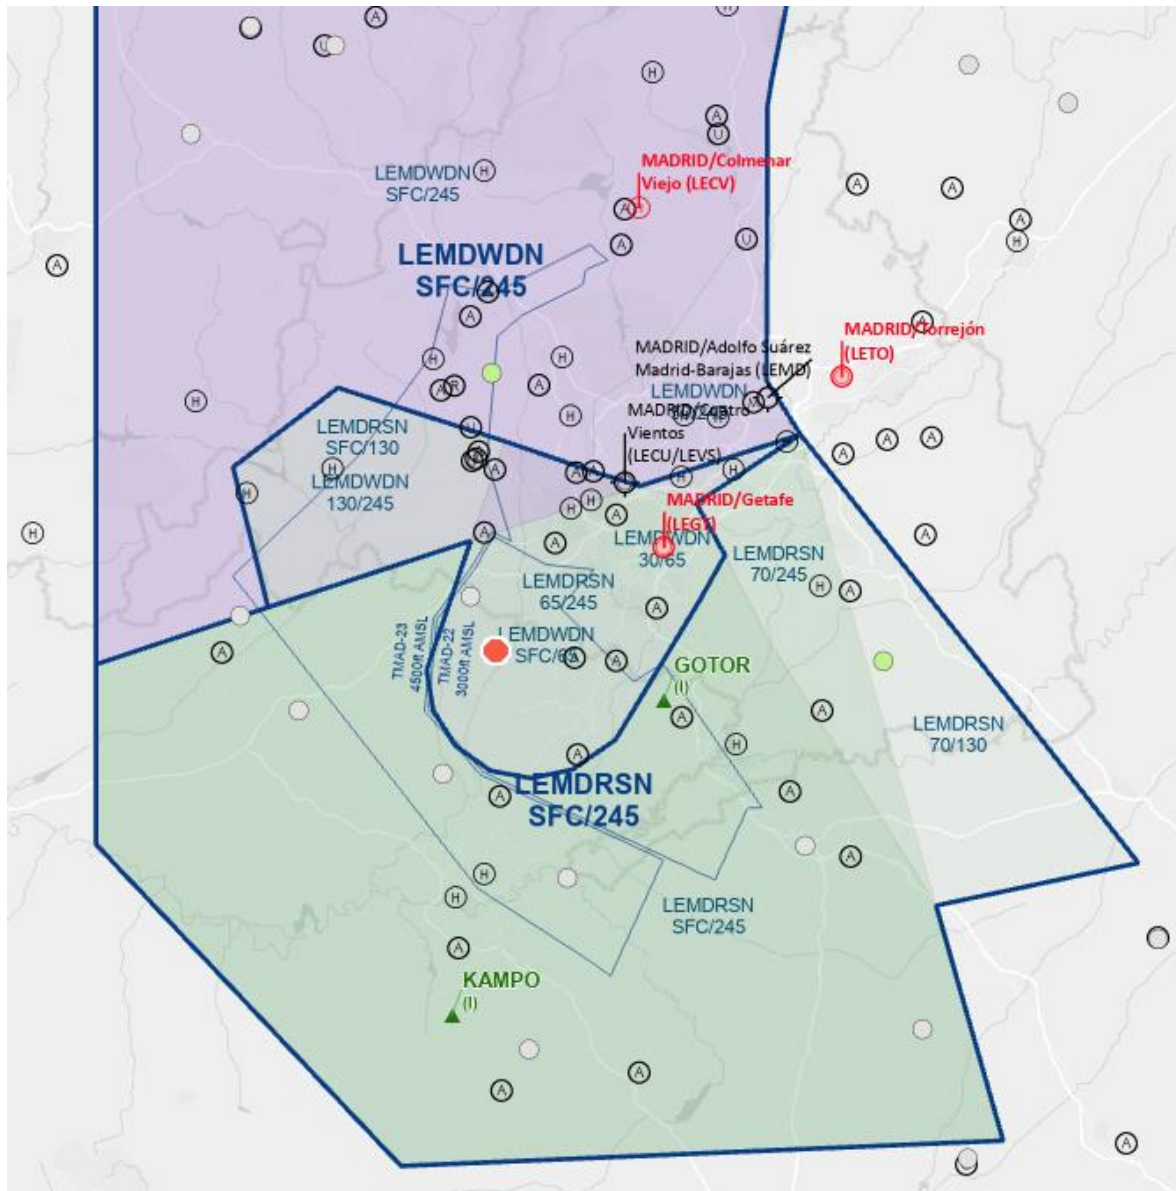 MADRID/Colmenar
Viejo (LECV)
LEMDWDN
SFC/245
LEMDWDN
SFC/245
MADRID/Torrejón
(LETO)
MADRID/Adolfo Suárez
Madrid-Barajas (LEMD)
LEMDWDN
MADRID/Cuatro
Vientos
(LECU/LEVS)
LEMDRSN
SFC/130
LEMDWDN
130/245
MADRID/Getafe
(LEGT)
LEMDWDN
30/65
LEMDRSN
70/245
LEMDRSN
65/245
LEMDWDN
SFC/65
TMAD-23
4500ft AMSL
TMAD-22
3000ft AMSL
GOTOR
(I)
LEMDRSN
70/130
LEMDRSN
SFC/245
LEMDRSN
SFC/245
KAMPO
(I)